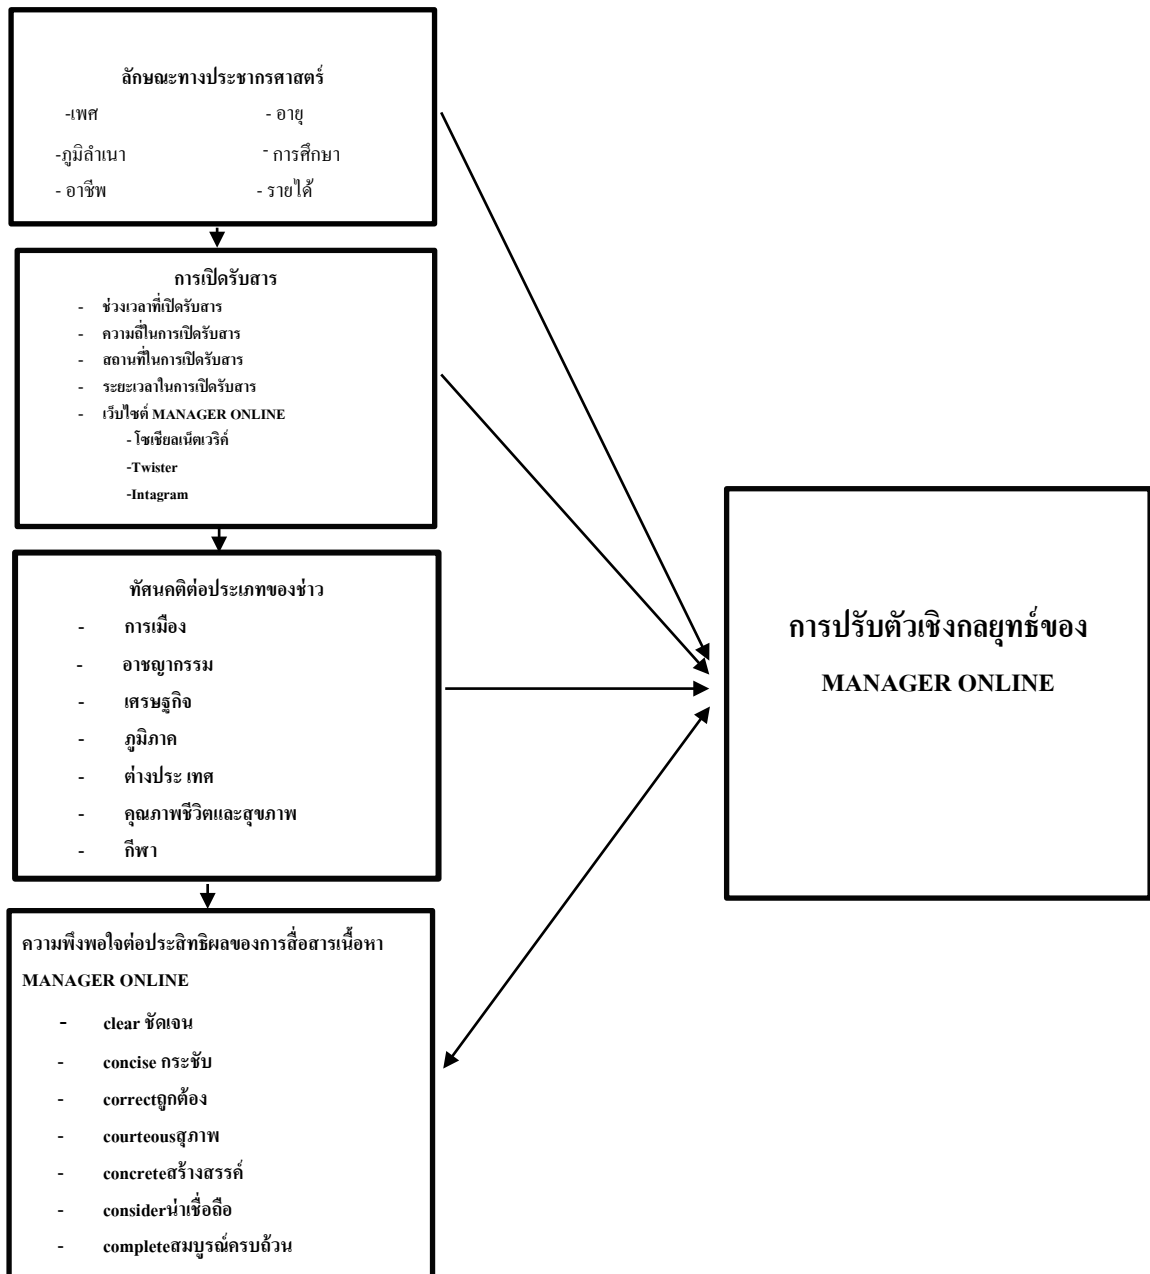 ลักษณะทางประชากรศาสตร์
-เพศ - อายุ
-ภูมิลำเนา - การศึกษา
- อาชีพ - รายได้
การเปิดรับสาร
- ช่วงเวลาที่เปิดรับสาร
- ความถี่ในการเปิดรับสาร
- สถานที่ในการเปิดรับสาร
- ระยะเวลาในการเปิดรับสาร
- เว็บไซต์ MANAGER ONLINE
- โซเชียลเน็ตเวริค์
-Twister
-Intagram
ทัศนคติต่อประเภทของช่าว
- การเมือง
- อาชญากรรม
- เศรษฐกิจ
- ภูมิภาค
- ต่างประ เทศ
- คุณภาพชีวิตและสุขภาพ
- กีฬา
ความพึงพอใจต่อประสิทธิผลของการสื่อสารเนื้อหา
MANAGER ONLINE
- clear ชัดเจน
- concise กระชับ
- correctถูกต้อง
- courteousสุภาพ
- concreteสร้างสรรค์
- considerน่าเชื่อถือ
- completeสมบูรณ์ครบถ้วน
การปรับตัวเชิงกลยุทธ์ของ
MANAGER ONLINE